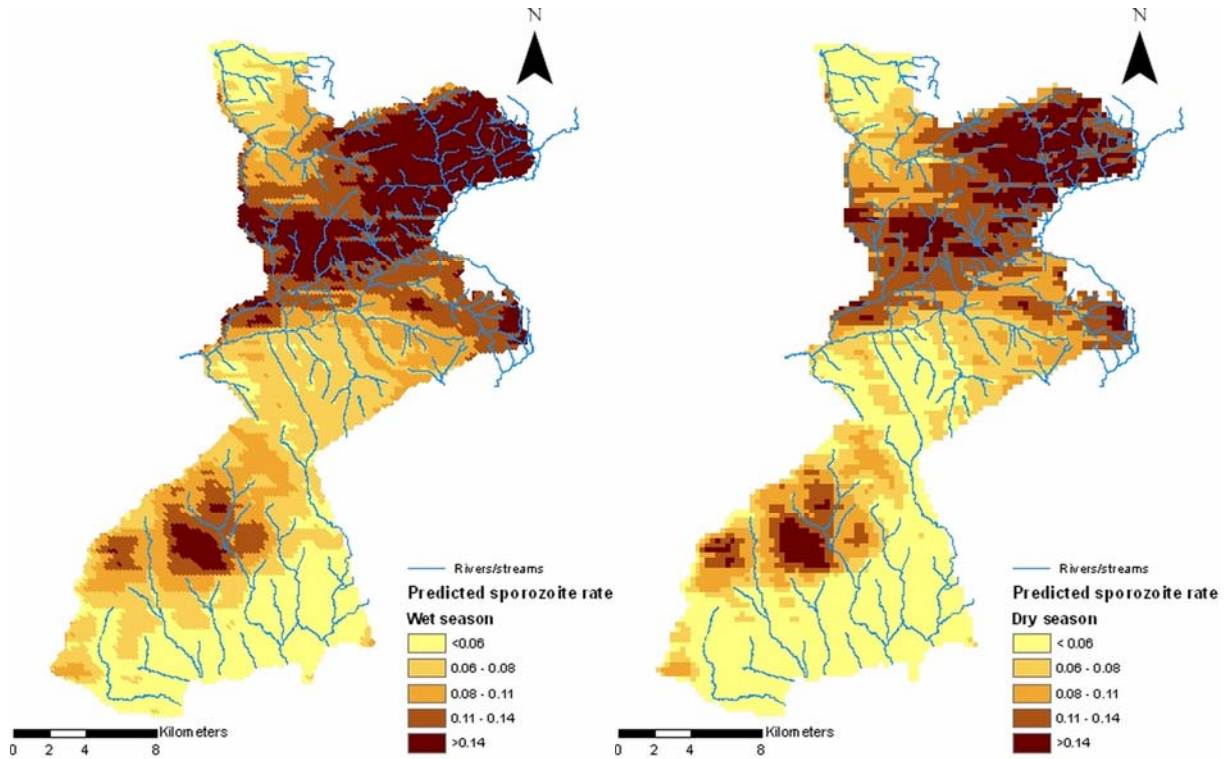 N
Rivers/streams
Predicted sporozoite rate
Wet season
<0.06
0.06 - 0.08
0.08 - 0.11
0.11 - 0.14
>0.14
Kilometers
0 2 4 8
N
Rivers/streams
Predicted sporozoite rate
Dry season
< 0.06
0.06 - 0.08
0.08 - 0.11
0.11 - 0.14
>0.14
Kilometers
0 2 4 8